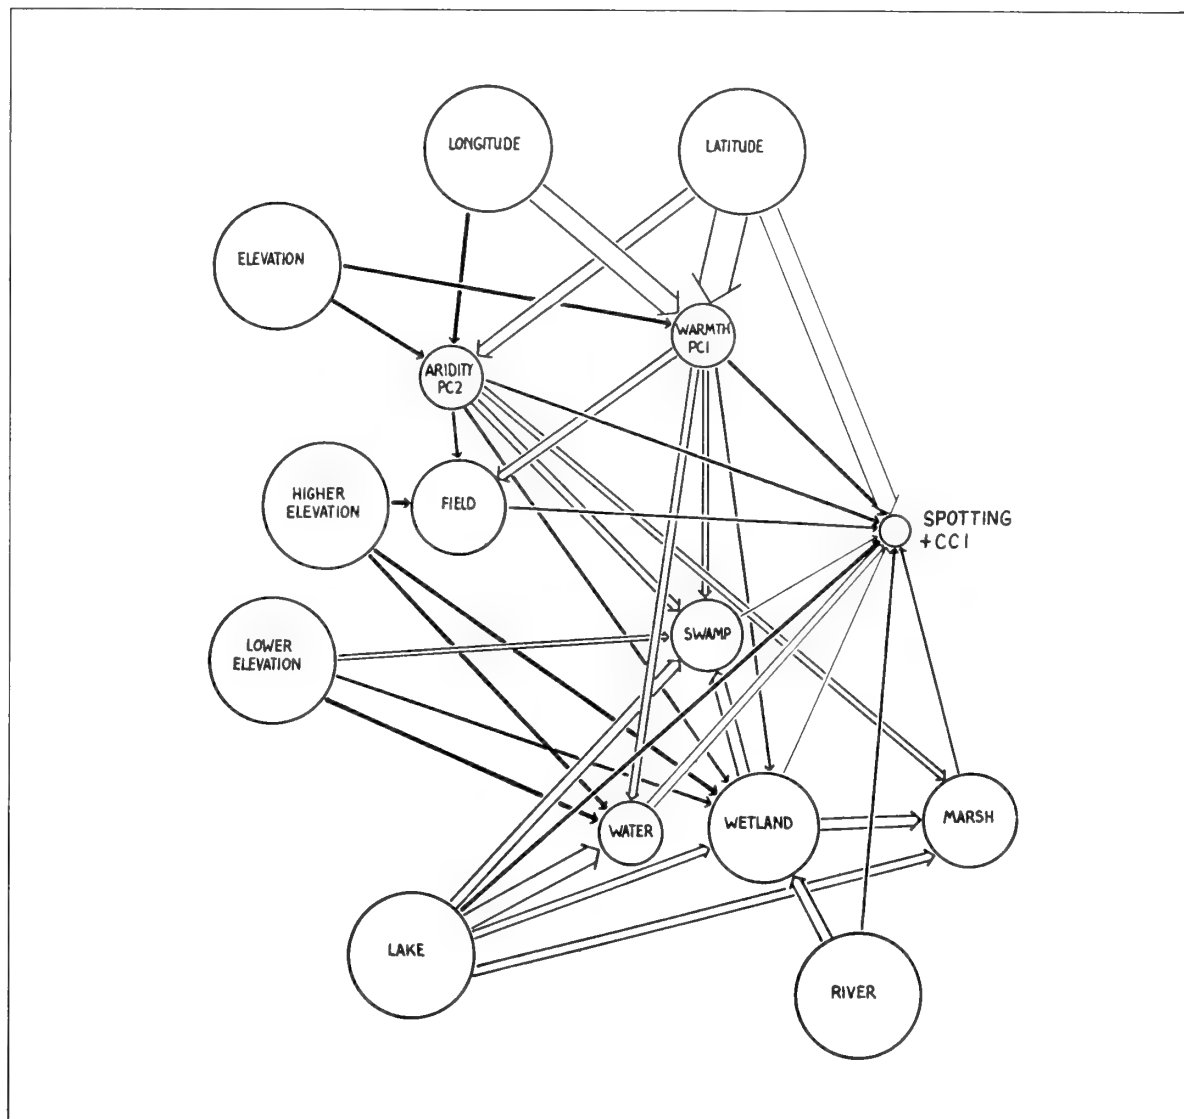 LONGITUDE
LATITUDE
ELEVATION
WARMTH
PC1
ARIDITY
PC2
HIGHER
ELEVATION
FIELD
SPOTTING
+CC1
SWAMP
LOWER
ELEVATION
WATER
WETLAND
MARSH
LAKE
RIVER